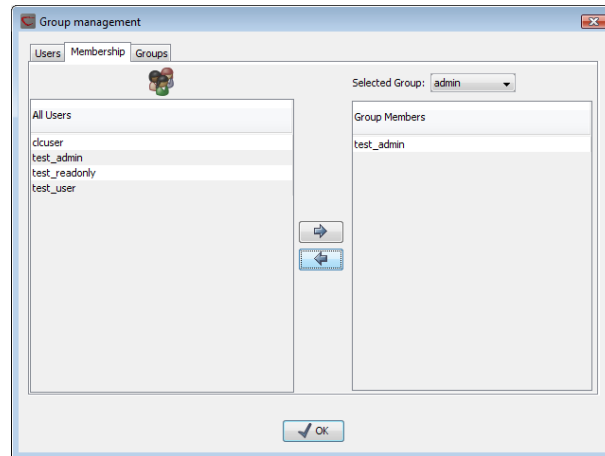 Group management
Users Membership Groups
Selected Group: admin
All Users
clcuser
test_admin
test_readonly
test_user
Group Members
test_admin
OK